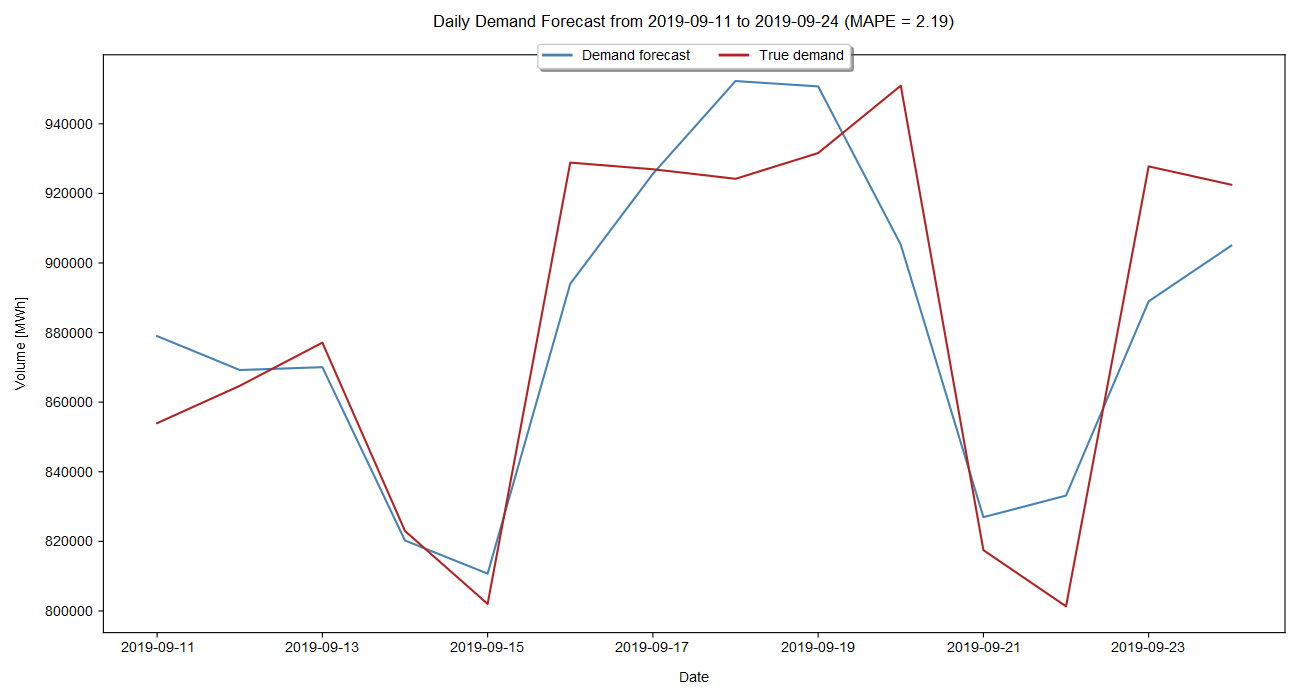 Daily Demand Forecast from 2019-09-11 to 2019-09-24 (MAPE = 2.19)
Demand forecast True demand
Volume [MWh]
940000
920000
900000
880000
860000
840000
820000
800000
2019-09-11 2019-09-13 2019-09-15 2019-09-17 2019-09-19 2019-09-21 2019-09-23
Date